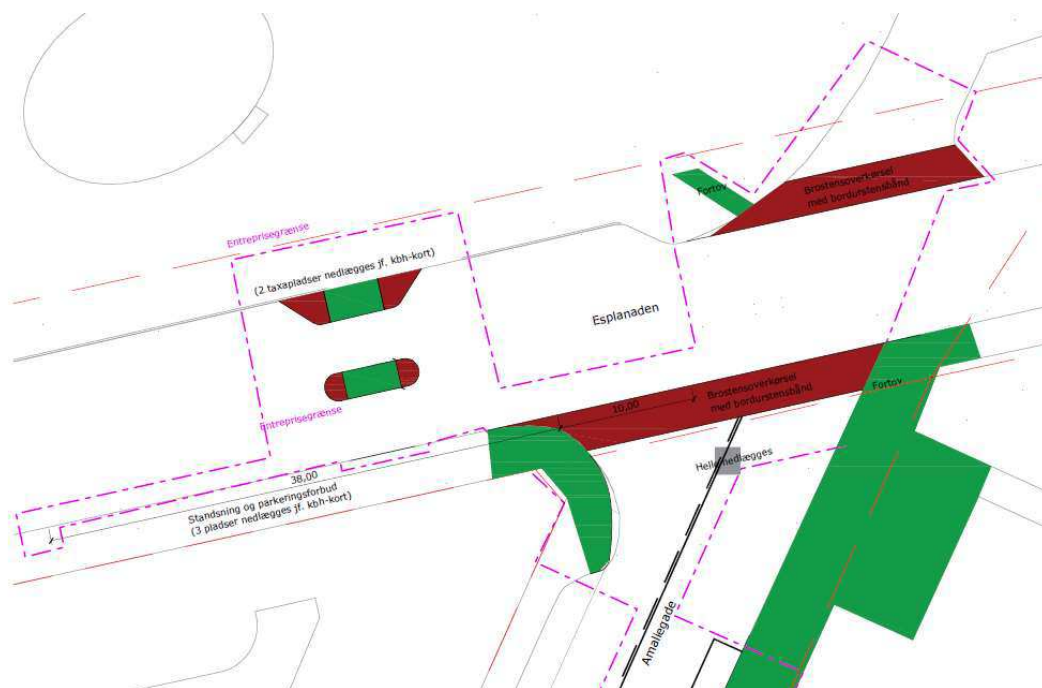 Fortov
Brostensoverkørsel
med bordurstensbånd
Entreprisegrænse
(2 taxapladser nedlægges jf. kbh-kort)
Esplanaden
Entreprisegrænse
Brostensoverkørsel
med bordurstensbånd
Fortov
10,00
Helle nedlægges
38,00
Standsning og parkeringsforbud
(3 pladser nedlægges jf. kbh-kort)
Amaliegade